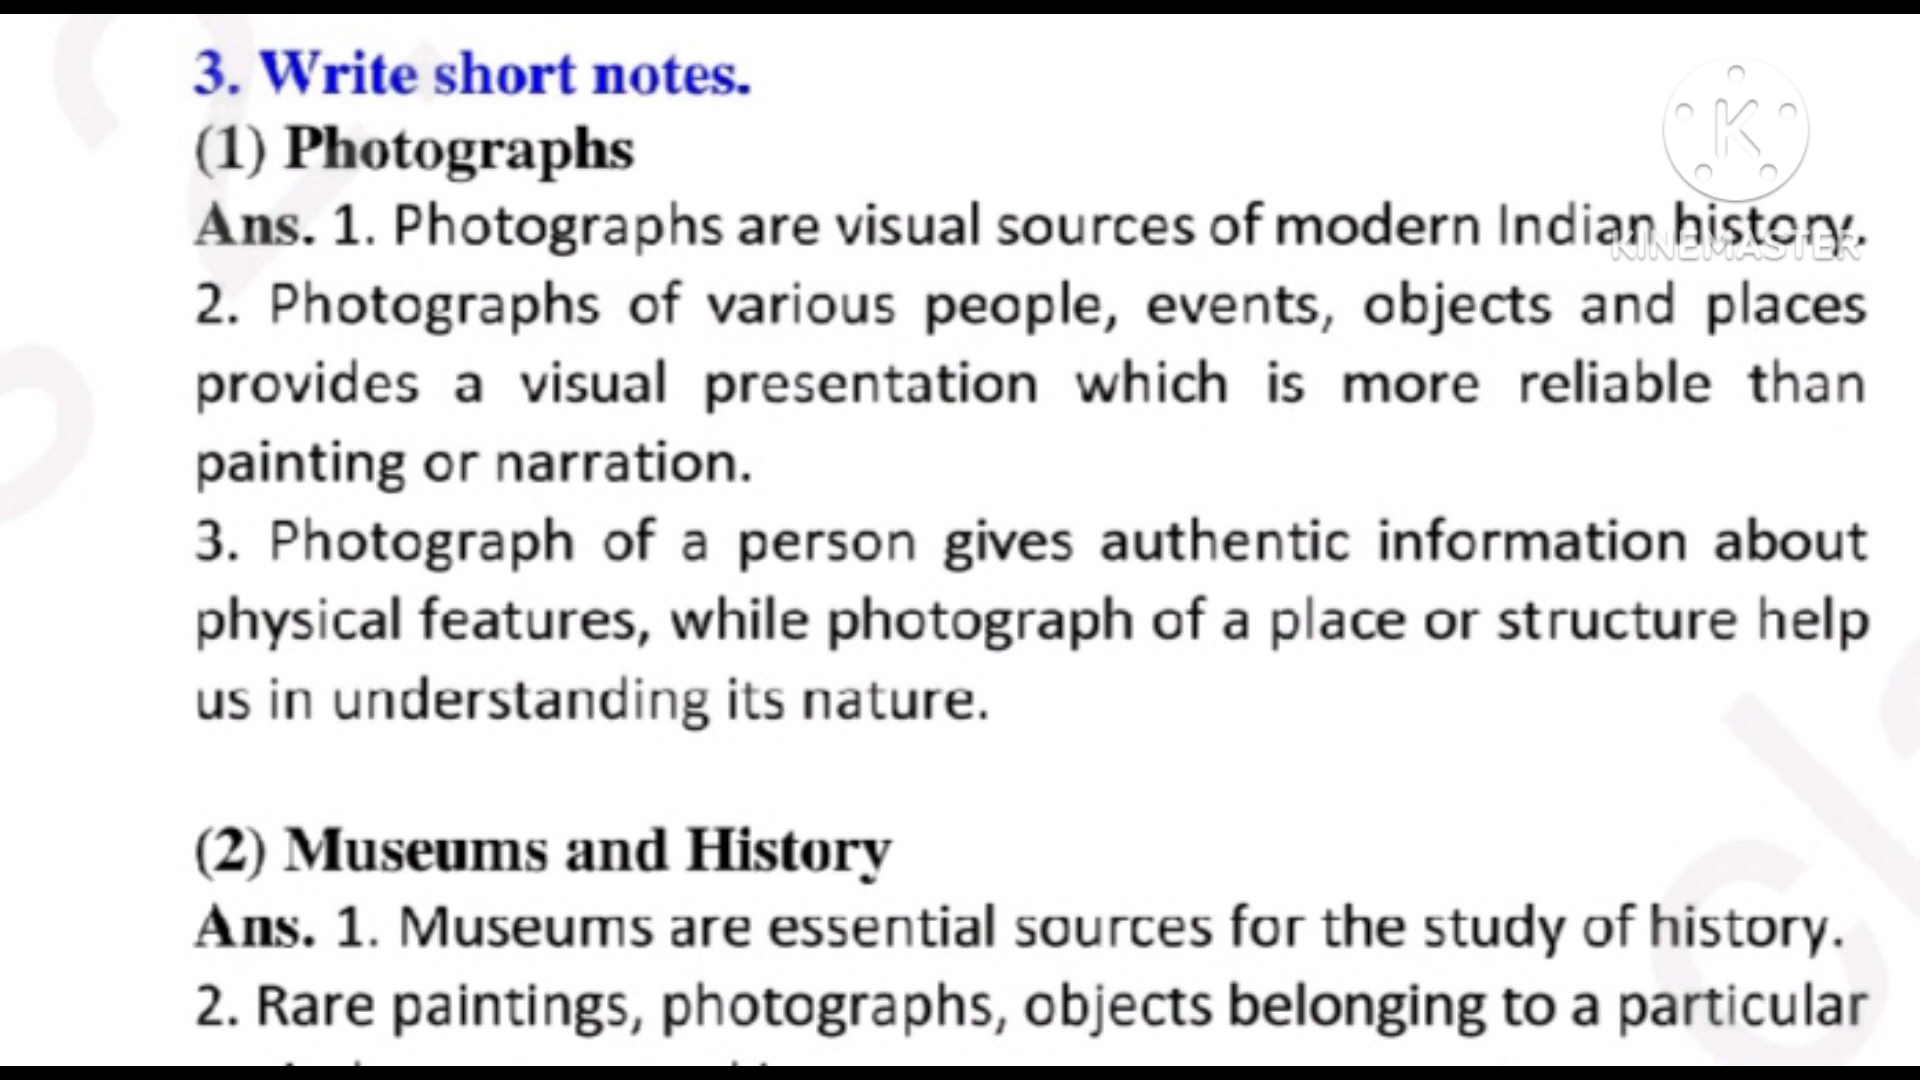 3. Write short notes.
(1) Photographs
Ans. 1. Photographs are visual sources of modern Indian history.
KINEMASTER
2. Photographs of various people, events, objects and places
provides a visual presentation which is more reliable than
painting or narration.
3. Photograph of a person gives authentic information about
physical features, while photograph of a place or structure help
us in understanding its nature.
(2) Museums and History
Ans. 1. Museums are essential sources for the study of history.
2. Rare paintings, photographs, objects belonging to a particular